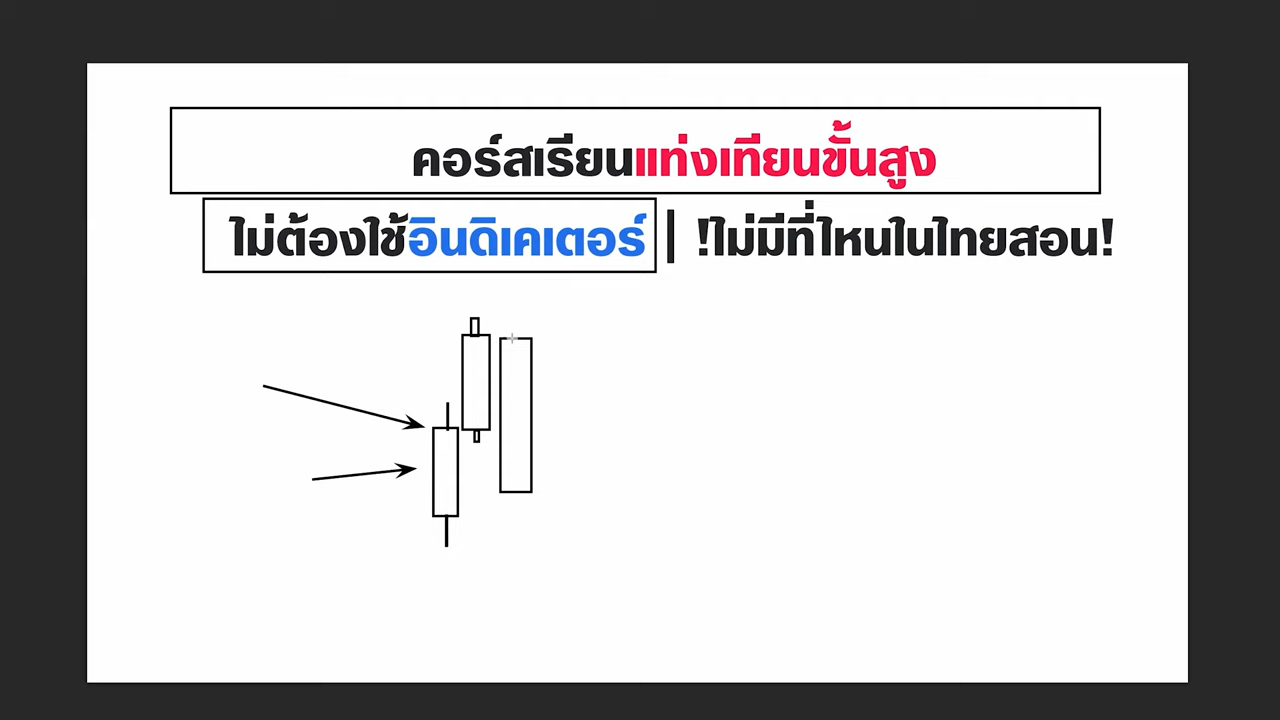 คอร์สเรียนแท่งเทียนขั้นสูง
ไม่ต้องใช้อินดิเคเตอร์ | !ไม่มีที่ไหนในไทยสอน!